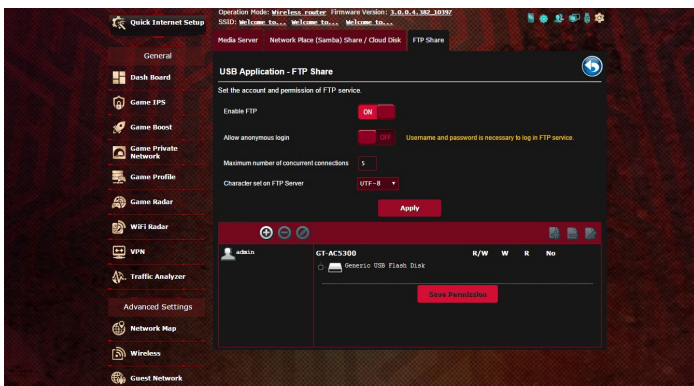 Quick Internet Setup
Operation Mode: Wireless router Firmware Version: 3.0.0.4.382_10397
SSID: Welcome to... Welcome to... Welcome to...
Media Server Network Place (Samba) Share / Cloud Disk FTP Share
General
Dash Board
Game IPS
Game Boost
Game Private
Network
Game Profile
Game Radar
WiFi Radar
VPN
Traffic Analyzer
Advanced Settings
Network Map
Wireless
Guest Network
USB Application - FTP Share
Set the account and permission of FTP service.
Enable FTP ON
Allow anonymous login OFF Username and password is necessary to log in FTP service.
Maximum number of concurrent connections 5
Character set on FTP Server UTF-8
Apply
admin
GT-AC5300 R/W W R No
Generic USB Flash Disk
Save Permission